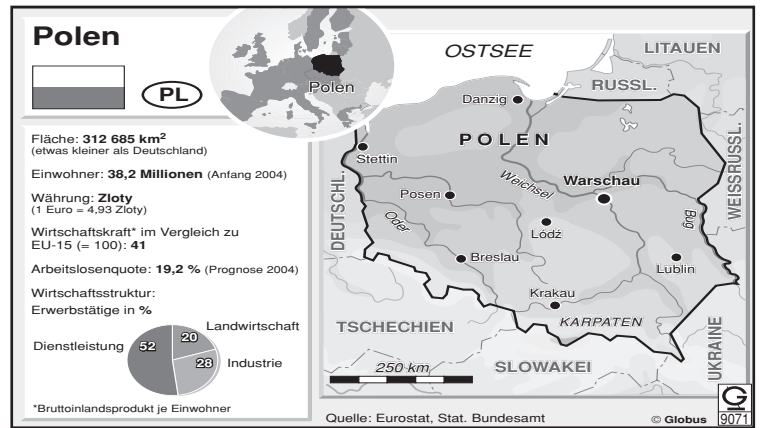 Polen
PL
Fläche: 312 685 km²
(etwas kleiner als Deutschland)
Einwohner: 38,2 Millionen (Anfang 2004)
Währung: Zloty
(1 Euro = 4,93 Zloty)
Wirtschaftskraft* im Vergleich zu
EU-15 (= 100): 41
Arbeitslosenquote: 19,2 % (Prognose 2004)
Wirtschaftsstruktur:
Erwerbstätige in %
Landwirtschaft
20
Dienstleistung
52
28
Industrie
*Bruttoinlandsprodukt je Einwohner
Polen
OSTSEE
LITAUEN
RUSSL.
Danzig
POLEN
Stettin
WEISSRUSSL.
DEUTSCHL.
Posen
Weichsel
Warschau
Oder
Bug
Lódź
Breslau
Lublin
Krakau
KARPATEN
TSCHECHIEN
UKRAINE
SLOWAKEI
250 km
Quelle: Eurostat, Stat. Bundesamt
© Globus
G
9071